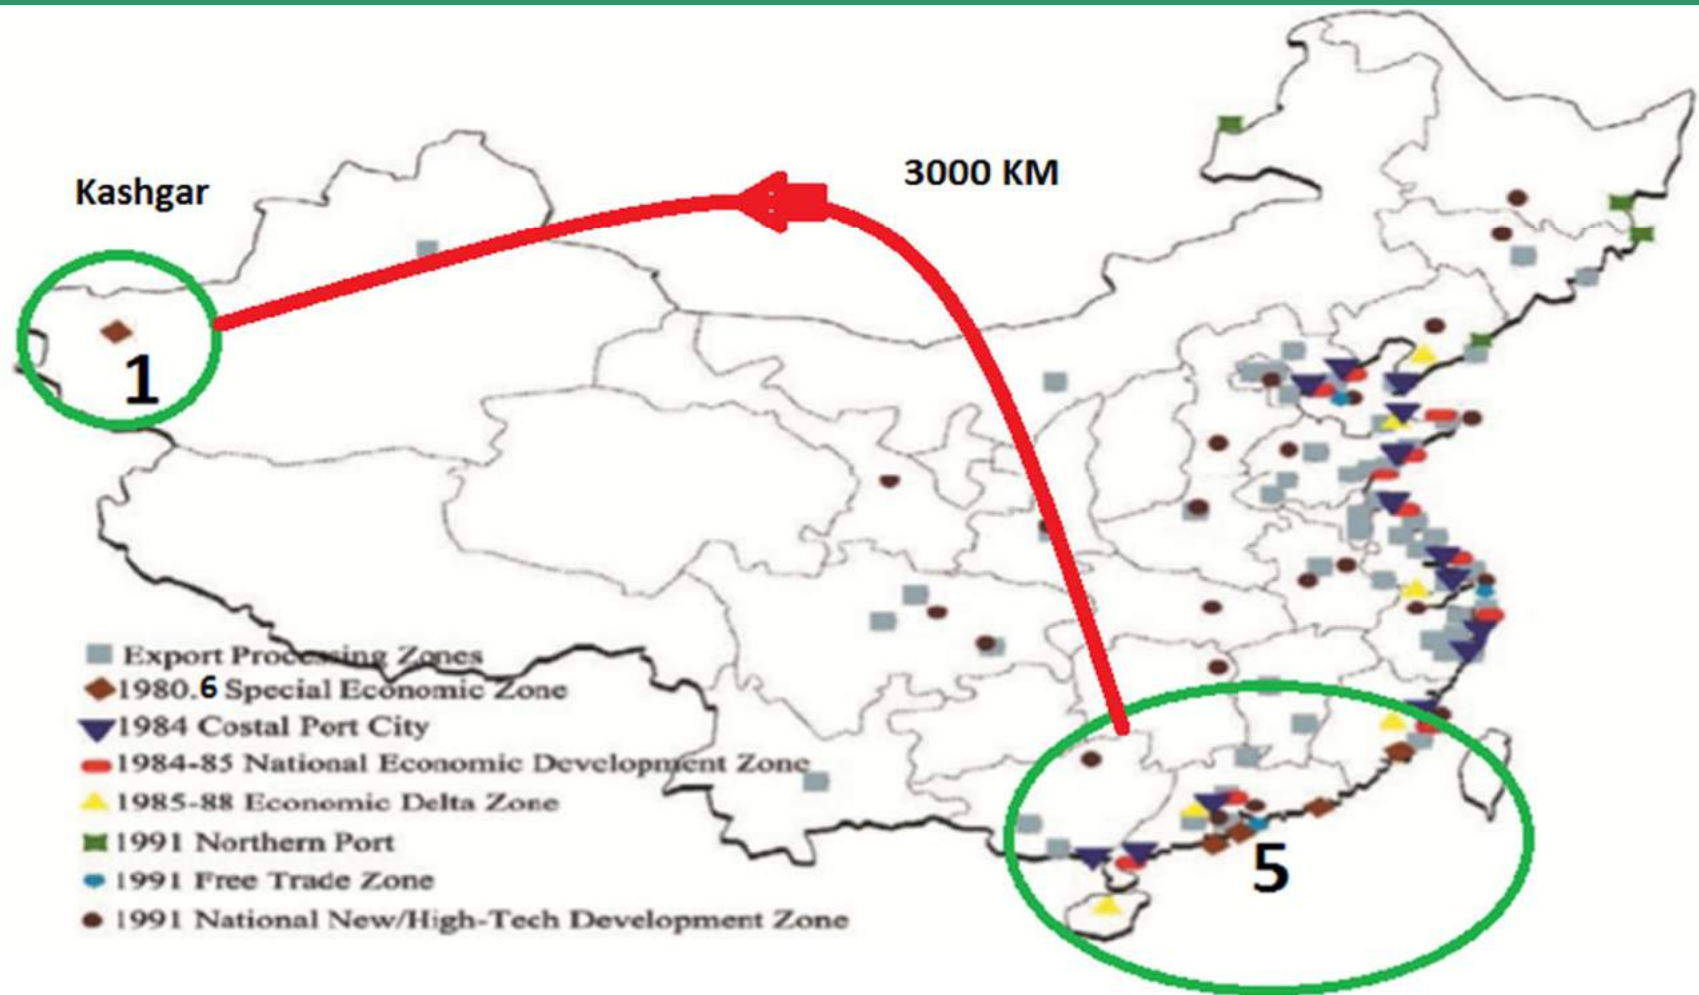 3000 KM
Kashgar
1
Export Processing Zones
1980.6 Special Economic Zone
1984 Costal Port City
1984-85 National Economic Development Zone
1985-88 Economic Delta Zone
1991 Northern Port
1991 Free Trade Zone
1991 National New/High-Tech Development Zone
5